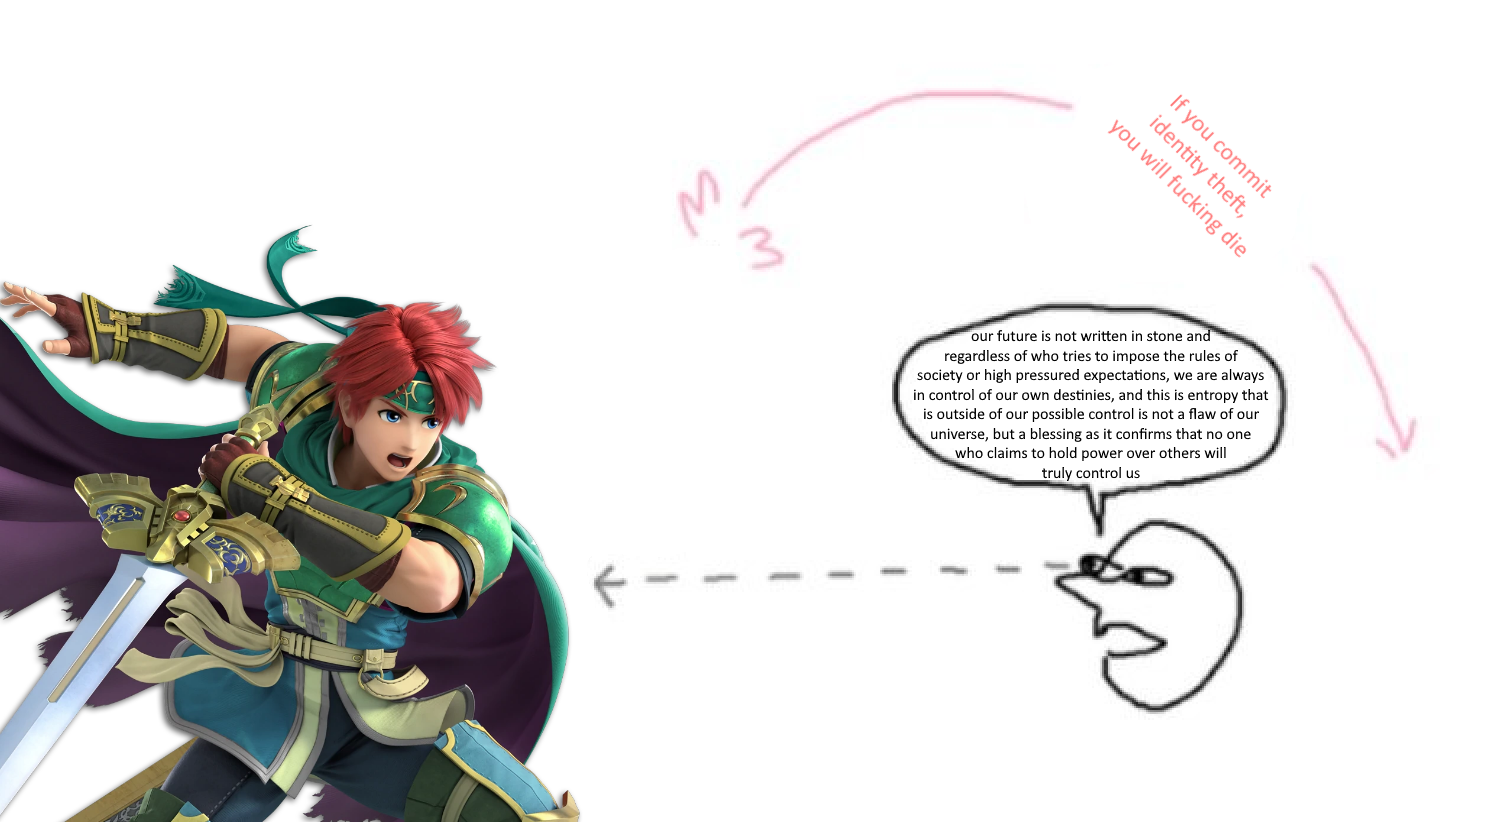 M
3
If you commit
identity theft,
you will fucking die
our future is not written in stone and
regardless of who tries to impose the rules of
society or high pressured expectations, we are always
in control of our own destinies, and this is entropy that
is outside of our possible control is not a flaw of our
universe, but a blessing as it confirms that no one
who claims to hold power over others will
truly control us